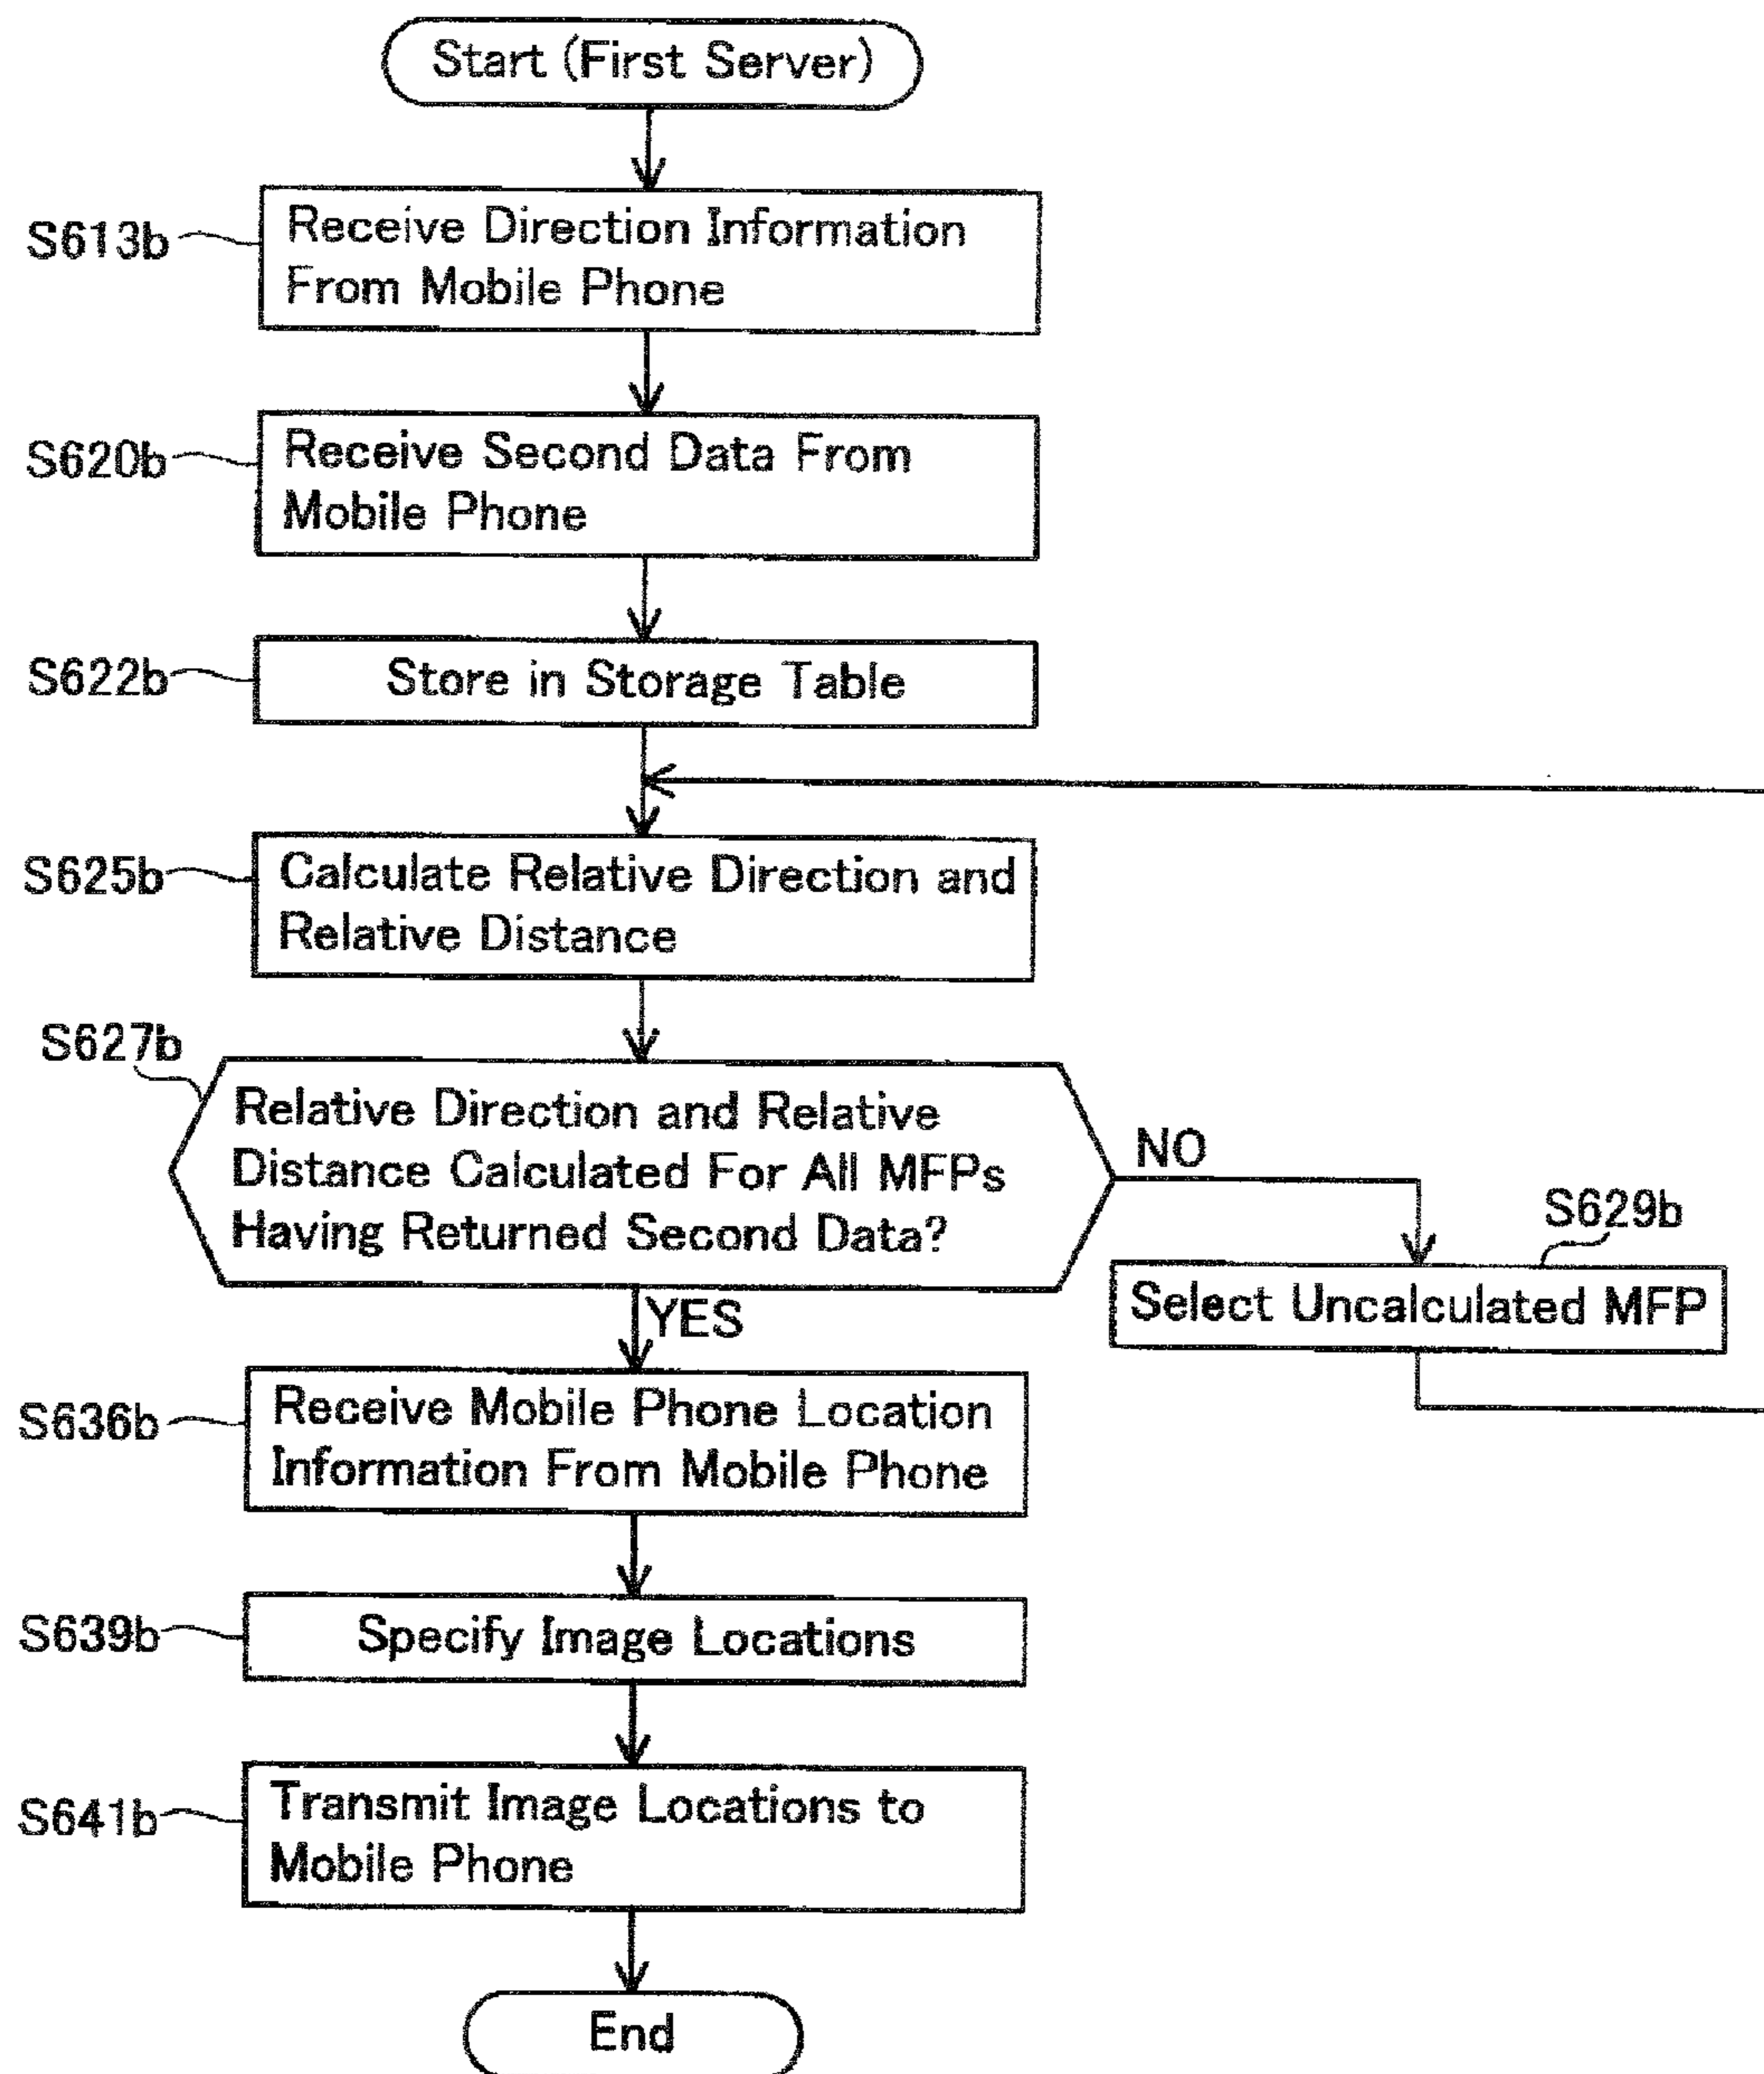 Start (First Server)
S613b
Receive Direction Information
From Mobile Phone
S620b
Receive Second Data From
Mobile Phone
S622b
Store in Storage Table
S625b
Calculate Relative Direction and
Relative Distance
S627b
Relative Direction and Relative
Distance Calculated For All MFPs
Having Returned Second Data?
NO
S629b
Select Uncalculated MFP
YES
S636b
Receive Mobile Phone Location
Information From Mobile Phone
S639b
Specify Image Locations
S641b
Transmit Image Locations to
Mobile Phone
End